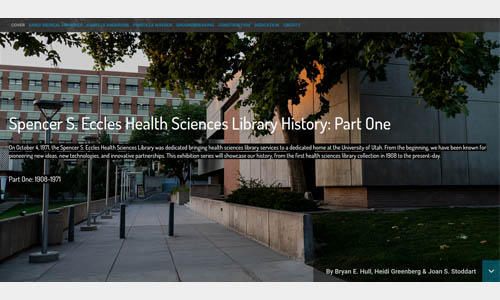 COVER EARLY MEDICAL LIBRARIES ISABELLE ANDERSON PRISCILLA MAYDEN GROUNDBREAKING CONSTRUCTION DEDICATION CREDITS
Spencer S. Eccles Health Sciences Library History: Part One
On October 4, 1971, the Spencer S. Eccles Health Sciences Library was dedicated bringing health sciences library services to a dedicated home at the University of Utah. From the beginning, we have been known for
pioneering new ideas, new technologies, and innovative partnerships. This exhibition series will showcase our history, from the first health sciences library collection in 1908 to the present-day.
Part One: 1908-1971
By Bryan E. Hull, Heidi Greenberg & Joan S. Stoddart